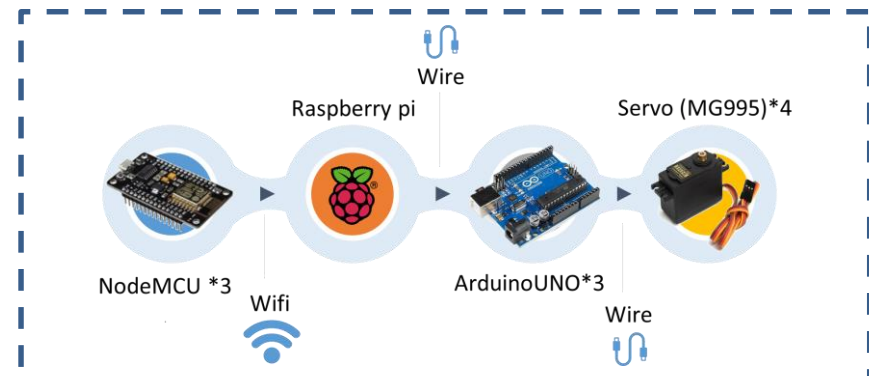 Wire
Raspberry pi
Servo (MG995)*4
NodeMCU *3
ArduinoUNO*3
Wifi
Wire